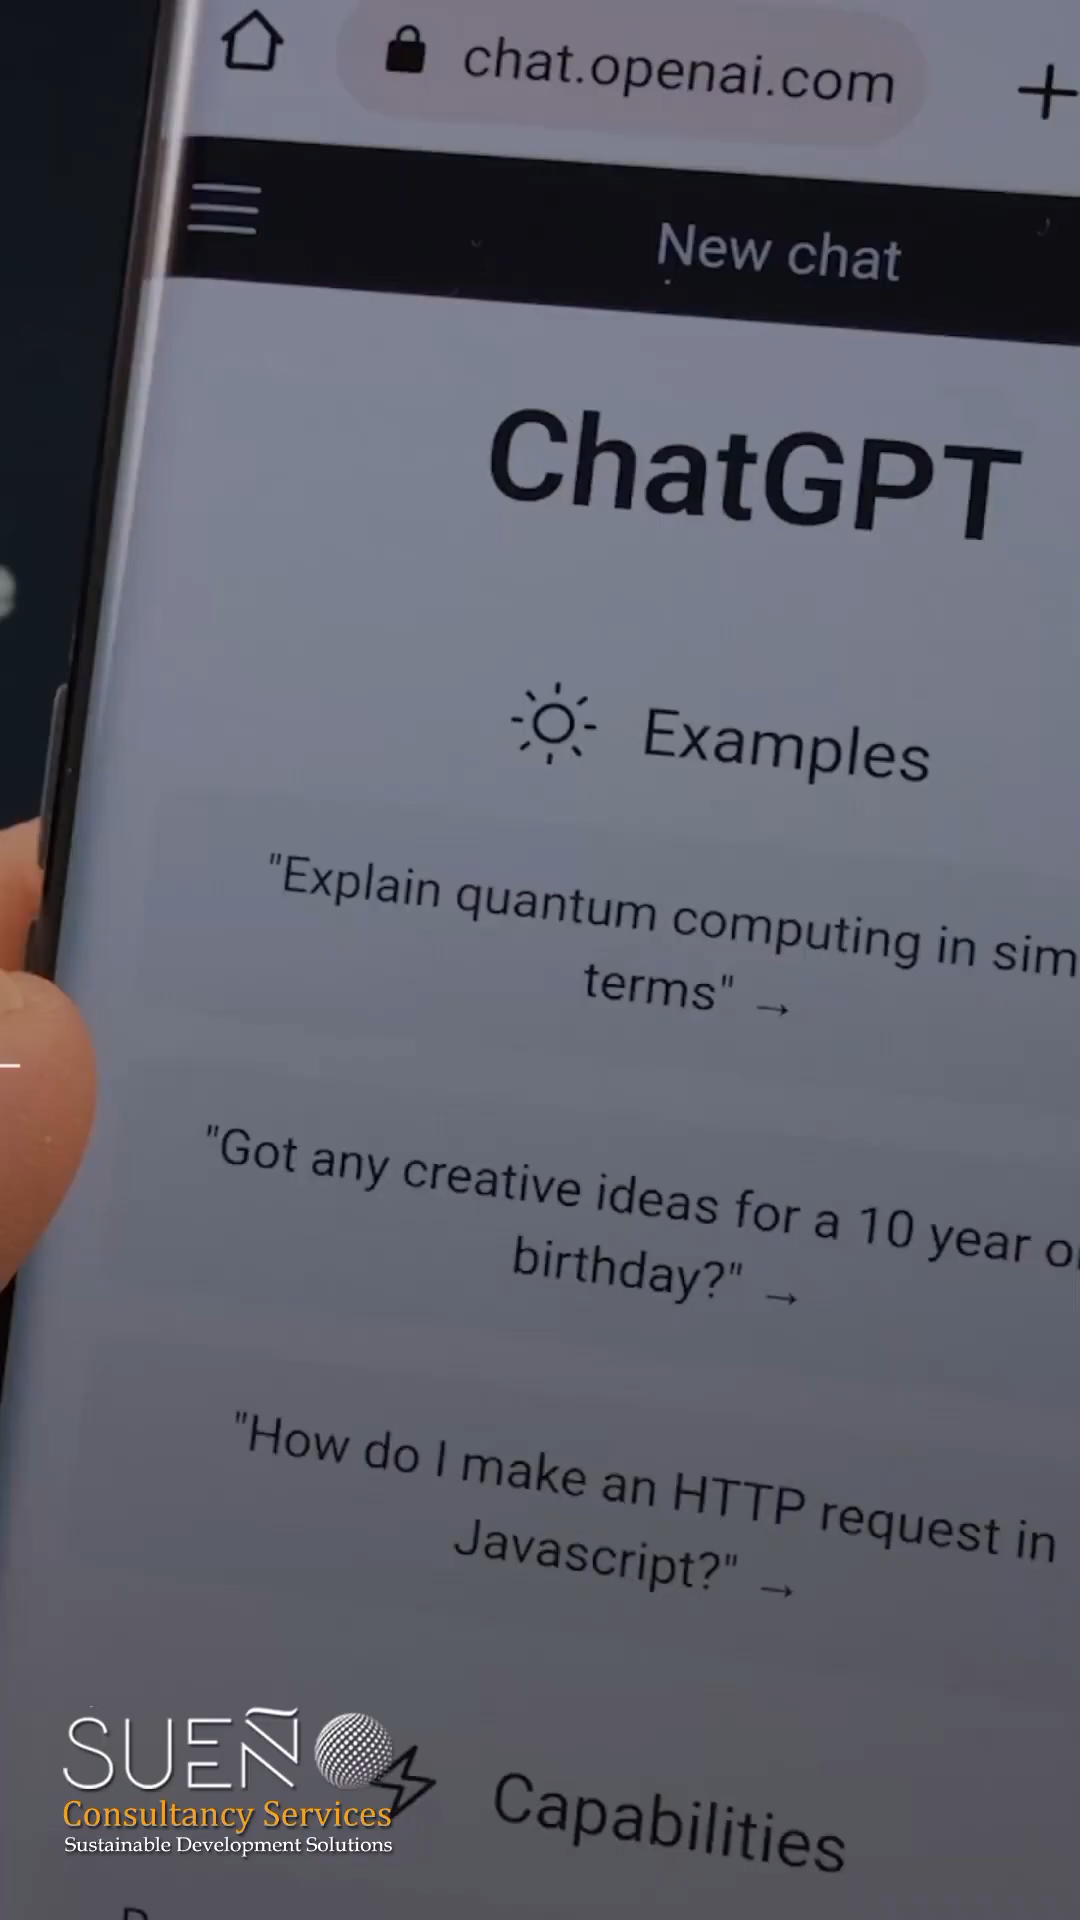 chat.openai.com
New chat
ChatGPT
Examples
"Explain quantum computing in sim
terms" →
"Got any creative ideas for a 10 year
birthday?" →
"How do I make an HTTP request in
Javascript?" →
SUEÑO
Consultancy Services
Sustainable Development Solutions
Capabilities